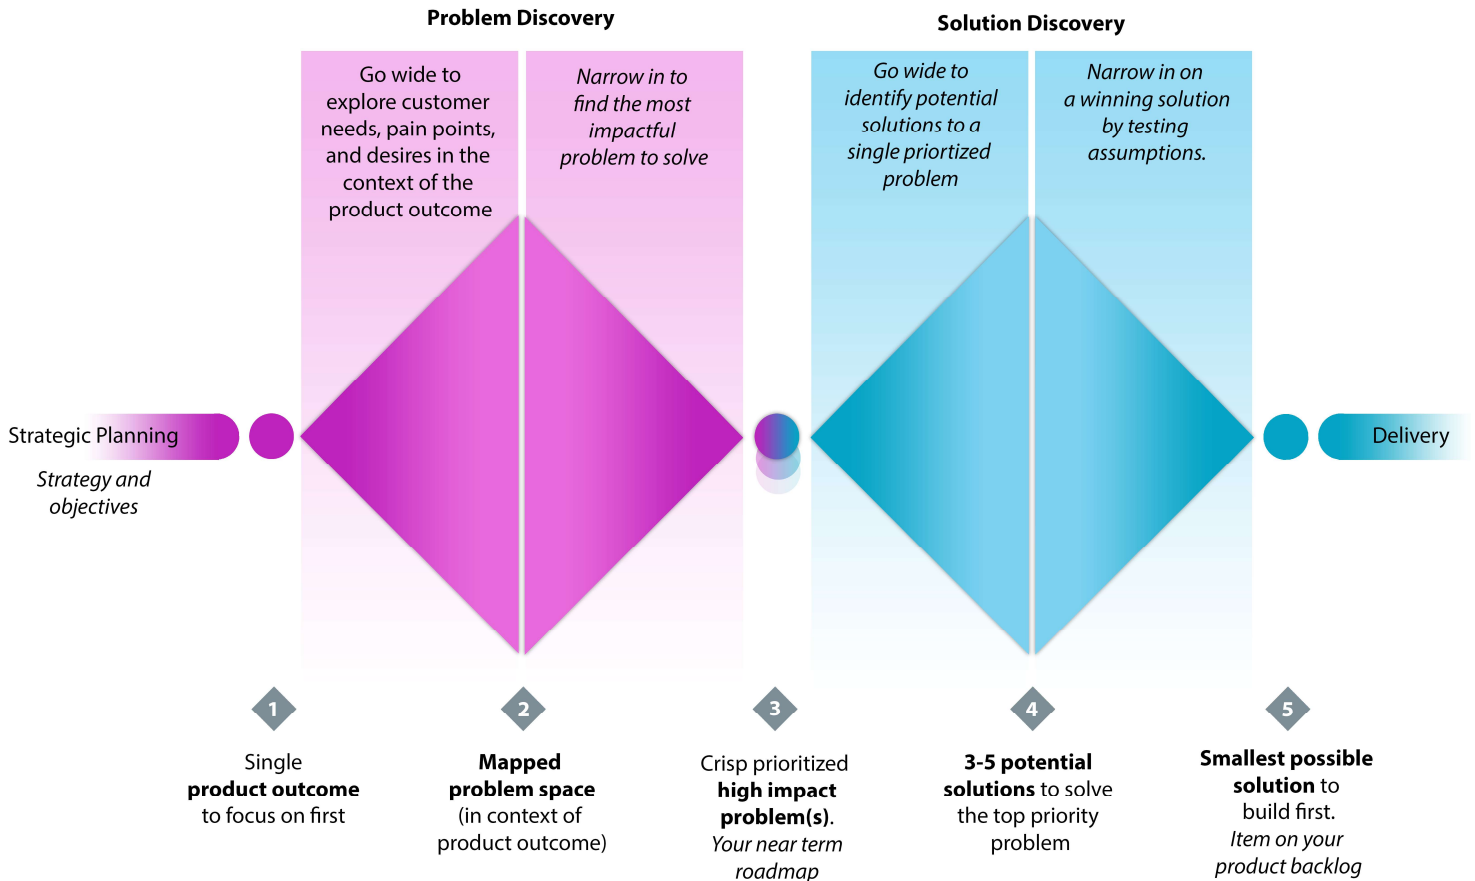 Problem Discovery
Solution Discovery
Go wide to
explore customer
needs, pain points,
and desires in the
context of the
product outcome
Narrow in to
find the most
impactful
problem to solve
Go wide to
identify potential
solutions to a
single priortized
problem
Narrow in on
a winning solution
by testing
assumptions.
Strategic Planning
Strategy and
objectives
Delivery
1
Single
product outcome
to focus on first
2
Mapped
problem space
(in context of
product outcome)
3
Crisp prioritized
high impact
problem(s).
Your near term
roadmap
4
3-5 potential
solutions to solve
the top priority
problem
5
Smallest possible
solution to
build first.
Item on your
product backlog